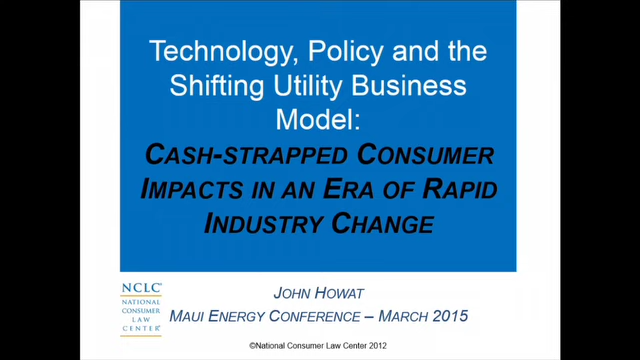 Technology, Policy and the
Shifting Utility Business
Model:
CASH-STRAPPED CONSUMER
IMPACTS IN AN ERA OF RAPID
INDUSTRY CHANGE
NCLC®
NATIONAL
CONSUMER
LAW
CENTER®
JOHN HOWAT
MAUI ENERGY CONFERENCE – MARCH 2015
©National Consumer Law Center 2012